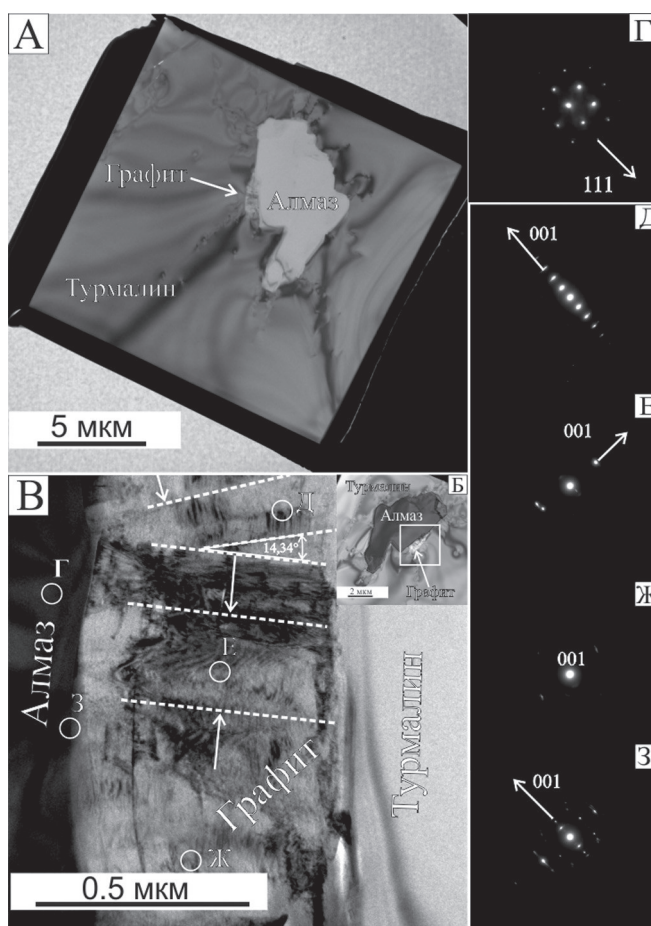 А
Графит
Алмаз
Турмалин
5 мкм
Г
111
Д
001
Е
001
Ж
001
З
001
В
Д
14,34°
Г
Алмаз
З
Е
Графит
Ж
Турмалин
0.5 мкм
Б
Турмалин
Алмаз
Графит
2 мкм